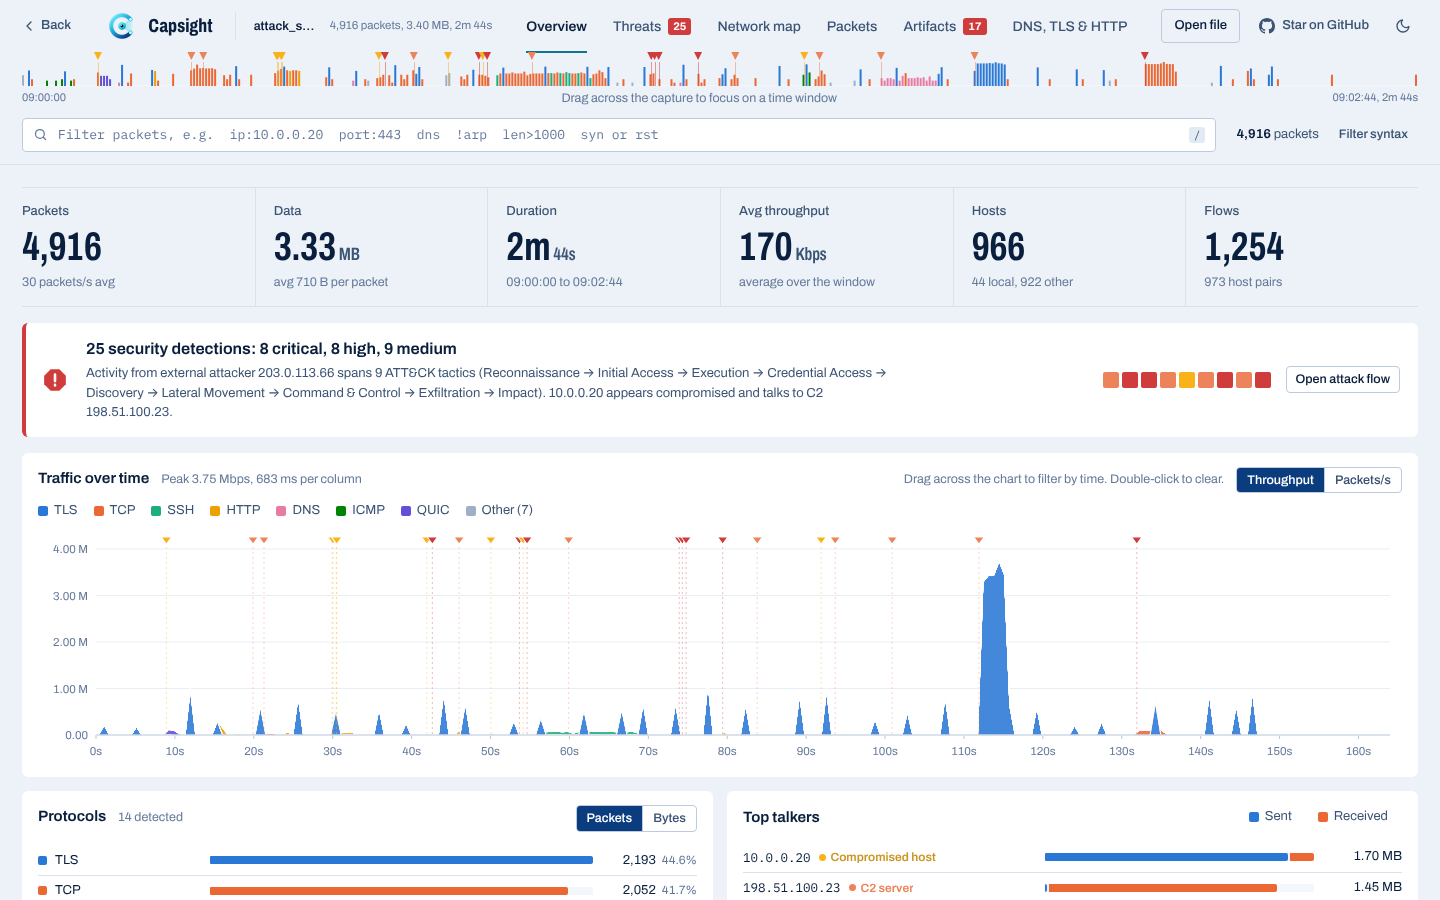 Back
Capsight
attack_s...
4,916 packets, 3.40 MB, 2m 44s
Overview
Threats 25
Network map
Packets
Artifacts 17
DNS, TLS & HTTP
Open file
Star on GitHub
09:00:00
Drag across the capture to focus on a time window
09:02:44, 2m 44s
Filter packets, e.g. ip:10.0.0.20 port:443 dns !arp len>1000 syn or rst
/
4,916 packets
Filter syntax
Packets
4,916
30 packets/s avg
Data
3.33 MB
avg 710 B per packet
Duration
2m 44s
09:00:00 to 09:02:44
Avg throughput
170 Kbps
average over the window
Hosts
966
44 local, 922 other
Flows
1,254
973 host pairs
25 security detections: 8 critical, 8 high, 9 medium
Activity from external attacker 203.0.113.66 spans 9 ATT&CK tactics (Reconnaissance → Initial Access → Execution → Credential Access →
Discovery → Lateral Movement → Command & Control → Exfiltration → Impact). 10.0.0.20 appears compromised and talks to C2
198.51.100.23.
Open attack flow
Traffic over time
Peak 3.75 Mbps, 683 ms per column
Drag across the chart to filter by time. Double-click to clear.
Throughput
Packets/s
TLS
TCP
SSH
HTTP
DNS
ICMP
QUIC
Other (7)
4.00 M
3.00 M
2.00 M
1.00 M
0.00
0s 10s 20s 30s 40s 50s 60s 70s 80s 90s 100s 110s 120s 130s 140s 150s 160s
Protocols
14 detected
Packets
Bytes
TLS
2,193 44.6%
TCP
2,052 41.7%
Top talkers
Sent
Received
10.0.0.20
Compromised host
1.70 MB
198.51.100.23
C2 server
1.45 MB